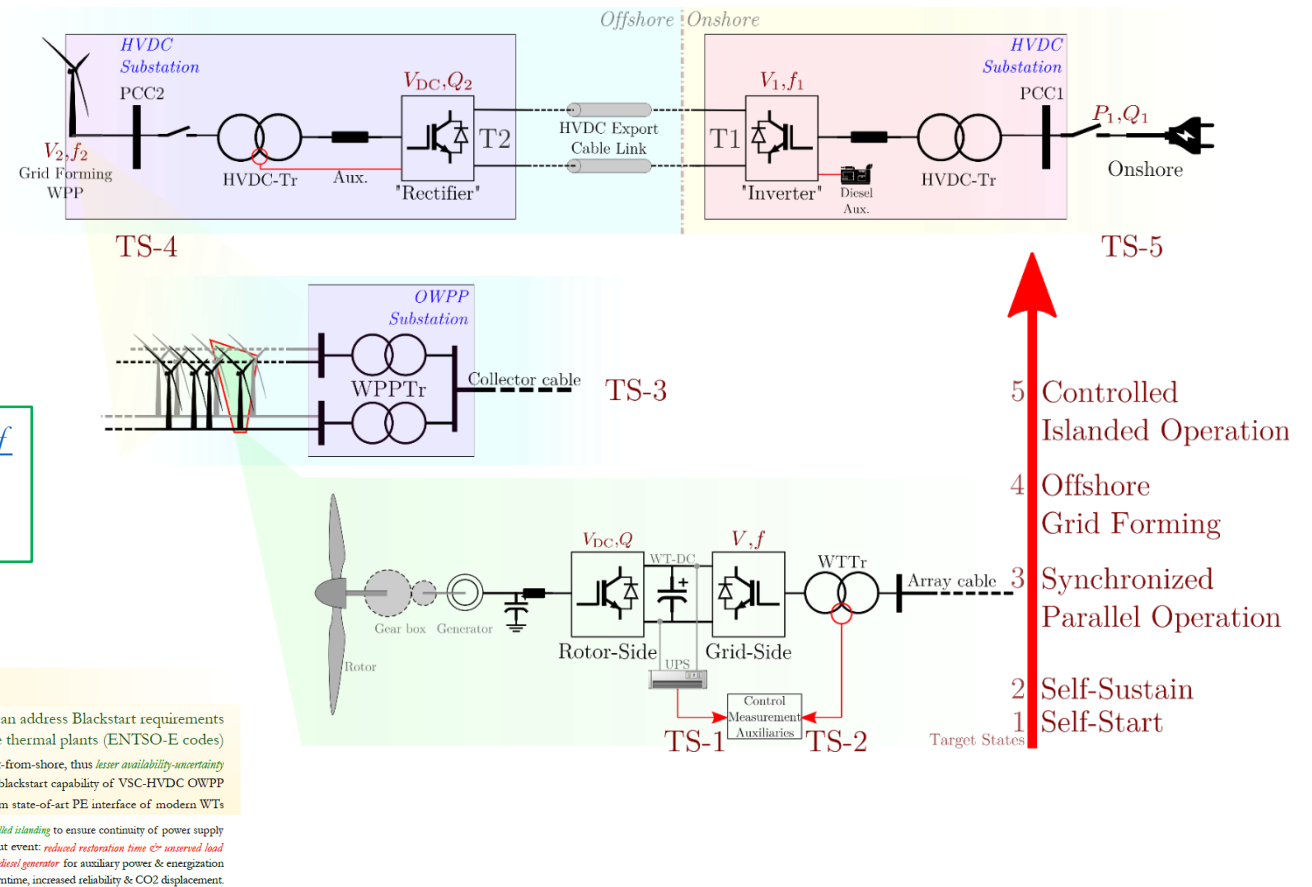 Offshore Onshore
HVDC
Substation
HVDC
Substation
PCC2
V_DC,Q_2
V_1,f_1
PCC1
P_1,Q_1
T2
T1
HVDC Export
Cable Link
V_2,f_2
Grid Forming
WPP
HVDC-Tr
Aux.
"Rectifier"
"Inverter"
Diesel
Aux.
HVDC-Tr
Onshore
TS-4
TS-5
OWPP
Substation
WPPTr
Collector cable
TS-3
f
5 Controlled
Islanded Operation
4 Offshore
Grid Forming
3 Synchronized
Parallel Operation
2 Self-Sustain
1 Self-Start
Target States
V_DC,Q
WT-DC
V,f
WTTr
Array cable
Gear box
Generator
Rotor
Rotor-Side
Grid-Side
UPS
Control
Measurement
Auxiliaries
TS-1
TS-2
an address Blackstart requirements
e thermal plants (ENTSO-E codes)
t-from-shore, thus lesser availability-uncertainty
blackstart capability of VSC-HVDC OWPP
m state-of-art PE interface of modern WTs
lled islanding to ensure continuity of power supply
ut event: reduced restoration time & unserved load
diesel generator for auxiliary power & energization
ntime, increased reliability & CO2 displacement.